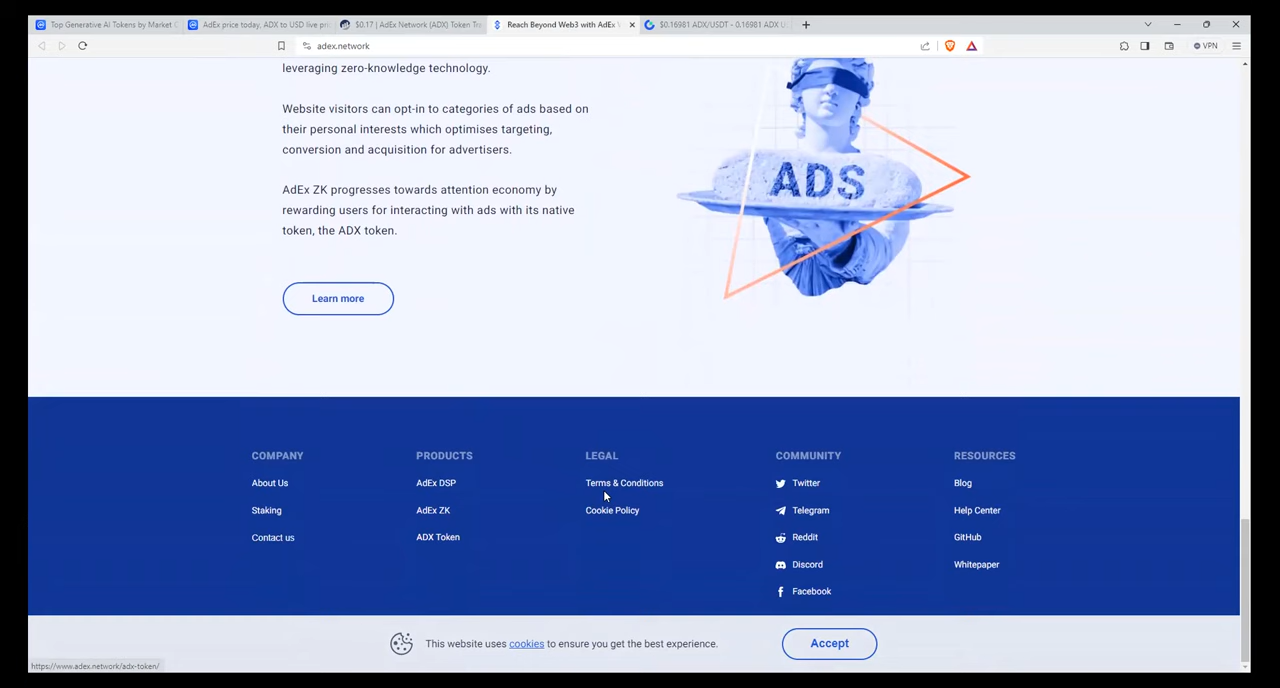 Top Generative AI Tokens by Market C
AdEx price today, ADX to USD live pri
$0.17 | AdEx Network (ADX) Token Tra
Reach Beyond Web3 with AdEx
$0.16981 ADX/USDT - 0.16981 ADX U
adex.network
VPN
leveraging zero-knowledge technology.
Website visitors can opt-in to categories of ads based on
their personal interests which optimises targeting,
conversion and acquisition for advertisers.
AdEx ZK progresses towards attention economy by
rewarding users for interacting with ads with its native
token, the ADX token.
ADS
Learn more
COMPANY
About Us
Staking
Contact us
PRODUCTS
AdEx DSP
AdEx ZK
ADX Token
LEGAL
Terms & Conditions
Cookie Policy
COMMUNITY
Twitter
Telegram
Reddit
Discord
Facebook
RESOURCES
Blog
Help Center
GitHub
Whitepaper
This website uses cookies to ensure you get the best experience.
Accept
https://www.adex.network/adx-token/